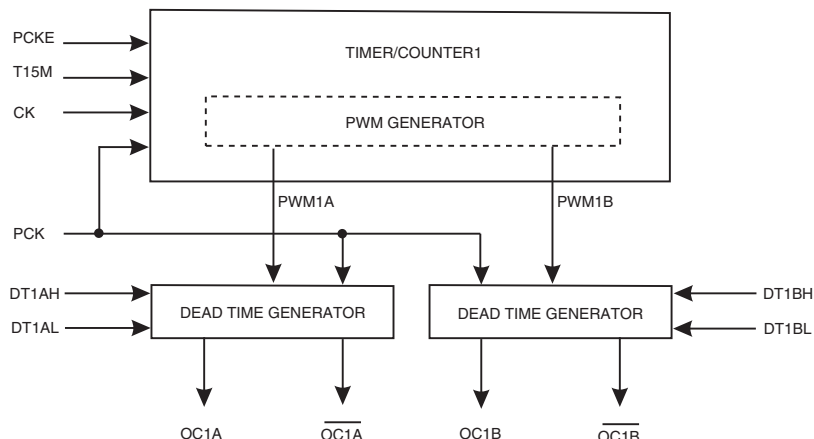 PCKE
TIMER/COUNTER1
T15M
CK
PWM GENERATOR
PWM1A
PWM1B
PCK
DT1AH
DT1BH
DEAD TIME GENERATOR
DEAD TIME GENERATOR
DT1AL
DT1BL
OC1A
OC1A
OC1B
OC1B